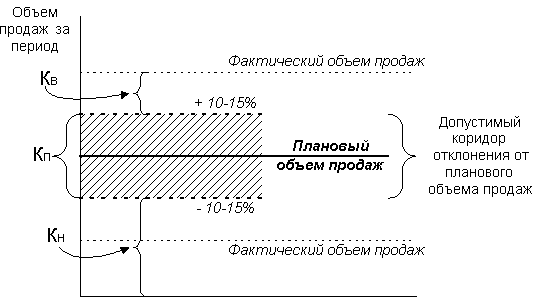 Объем
продаж за
период
Фактический объем продаж
Кв
+ 10-15%
Допустимый
коридор
отклонения от
планового
объема продаж
Плановый
объем продаж
Кп
- 10-15%
Кн
Фактический объем продаж